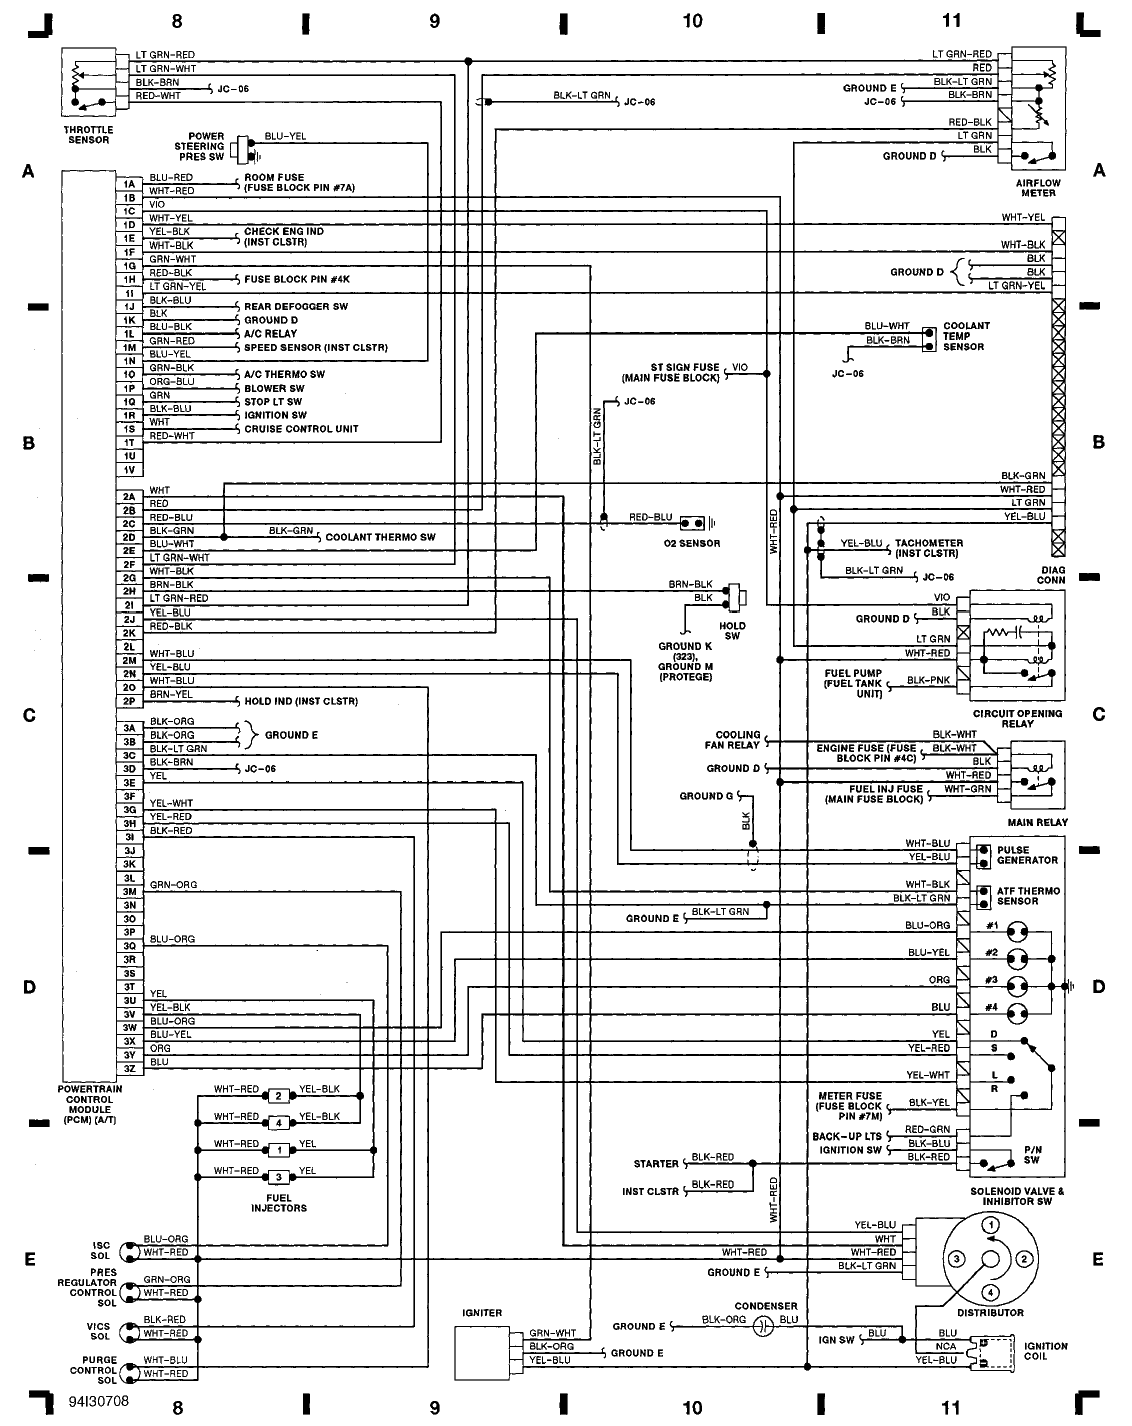 8 9 10 11
LT GRN-RED
LT GRN-WHT
BLK-BRN JC-06
RED-WHT
THROTTLE
SENSOR
POWER
STEERING
PRES SW
BLU-YEL
BLK-LT GRN JC-06
LT GRN-RED
RED
GROUND E BLK-LT GRN
JC-06 BLK-BRN
RED-BLK
LT GRN
GROUND D BLK
AIRFLOW
METER
A A
1A BLU-RED ROOM FUSE
(FUSE BLOCK PIN #7A)
1B WHT-RED
1C VIO
1D WHT-YEL
1E YEL-BLK CHECK ENG IND
(INST CLSTR)
1F WHT-BLK
1G GRN-WHT
1H RED-BLK FUSE BLOCK PIN #4K
1I LT GRN-YEL
1J BLK-BLU REAR DEFOGGER SW
1K BLK GROUND D
1L BLU-BLK A/C RELAY
1M GRN-RED SPEED SENSOR (INST CLSTR)
1N BLU-YEL
1O GRN-BLK A/C THERMO SW
1P ORG-BLU BLOWER SW
1Q GRN STOP LT SW
1R BLK-BLU IGNITION SW
1S WHT CRUISE CONTROL UNIT
1T RED-WHT
1U
1V
WHT-YEL
WHT-BLK
BLK
GROUND D
BLK
LT GRN-YEL
BLU-WHT COOLANT
TEMP
SENSOR
BLK-BRN
JC-06
ST SIGN FUSE
(MAIN FUSE BLOCK)
VIO
JC-06
BLK-LT GRN
B B
2A WHT
2B RED
2C RED-BLU
2D BLK-GRN BLK-GRN COOLANT THERMO SW
2E BLU-WHT
2F LT GRN-WHT
2G WHT-BLK
2H BRN-BLK
2I LT GRN-RED
2J YEL-BLU
2K RED-BLK
2L
2M WHT-BLU
2N YEL-BLU
2O WHT-BLU
2P BRN-YEL HOLD IND (INST CLSTR)
RED-BLU
O2 SENSOR
WHT-RED
BLK-GRN
WHT-RED
LT GRN
YEL-BLU
YEL-BLU TACHOMETER
(INST CLSTR)
BLK-LT GRN JC-06
DIAG
CONN
BRN-BLK
BLK
HOLD
SW
GROUND K
(323),
GROUND M
(PROTEGE)
VIO
GROUND D BLK
LT GRN
WHT-RED
FUEL PUMP
(FUEL TANK
UNIT)
BLK-PNK
CIRCUIT OPENING
RELAY
C C
3A BLK-ORG
3B BLK-ORG
GROUND E
3C BLK-LT GRN
3D BLK-BRN JC-06
3E YEL
3F
3G YEL-WHT
3H YEL-RED
3I BLK-RED
3J
3K
3L
3M GRN-ORG
3N
3O
3P
3Q BLU-ORG
3R
3S
3T
3U YEL
3V YEL-BLK
3W BLU-ORG
3X BLU-YEL
3Y ORG
3Z BLU
POWERTRAIN
CONTROL
MODULE
(PCM) (A/T)
COOLING
FAN RELAY
BLK-WHT
ENGINE FUSE (FUSE
BLOCK PIN #4C)
BLK-WHT
GROUND D BLK
WHT-RED
FUEL INJ FUSE
(MAIN FUSE BLOCK)
WHT-GRN
MAIN RELAY
GROUND G
BLK
WHT-BLU PULSE
YEL-BLU GENERATOR
WHT-BLK ATF THERMO
SENSOR
BLK-LT GRN
GROUND E BLK-LT GRN
BLU-ORG #1
BLU-YEL #2
ORG #3
BLU #4
D D
YEL D
YEL-RED S
YEL-WHT L
R
METER FUSE
(FUSE BLOCK
PIN #7M)
BLK-YEL
BACK-UP LTS RED-GRN
IGNITION SW BLK-BLU
BLK-RED
P/N
SW
STARTER BLK-RED
INST CLSTR BLK-RED
SOLENOID VALVE &
INHIBITOR SW
WHT-RED 2 YEL-BLK
WHT-RED 4 YEL-BLK
WHT-RED 1 YEL
WHT-RED 3 YEL
FUEL
INJECTORS
WHT-RED
E E
ISC
SOL
BLU-ORG
WHT-RED
PRES
REGULATOR
CONTROL
SOL
GRN-ORG
WHT-RED
VICS
SOL
BLK-RED
WHT-RED
PURGE
CONTROL
SOL
WHT-BLU
WHT-RED
YEL-BLU
WHT
WHT-RED WHT-RED
GROUND E BLK-LT GRN
1
3 2
4
DISTRIBUTOR
IGNITER
GRN-WHT
BLK-ORG GROUND E
YEL-BLU
CONDENSER
GROUND E BLK-ORG BLU
IGN SW BLU BLU
NCA
YEL-BLU
IGNITION
COIL
94I30708
8 9 10 11